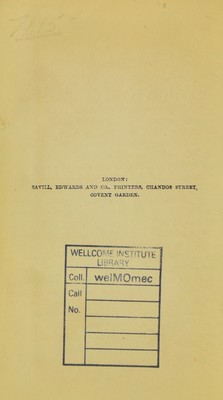 LONDON:
SAVILL, EDWARDS AND CO., PRINTERS, CHANDOS STREET,
COVENT GARDEN.
WELLCOME INSTITUTE
LIBRARY
Coll. welMOmec
Call
No.